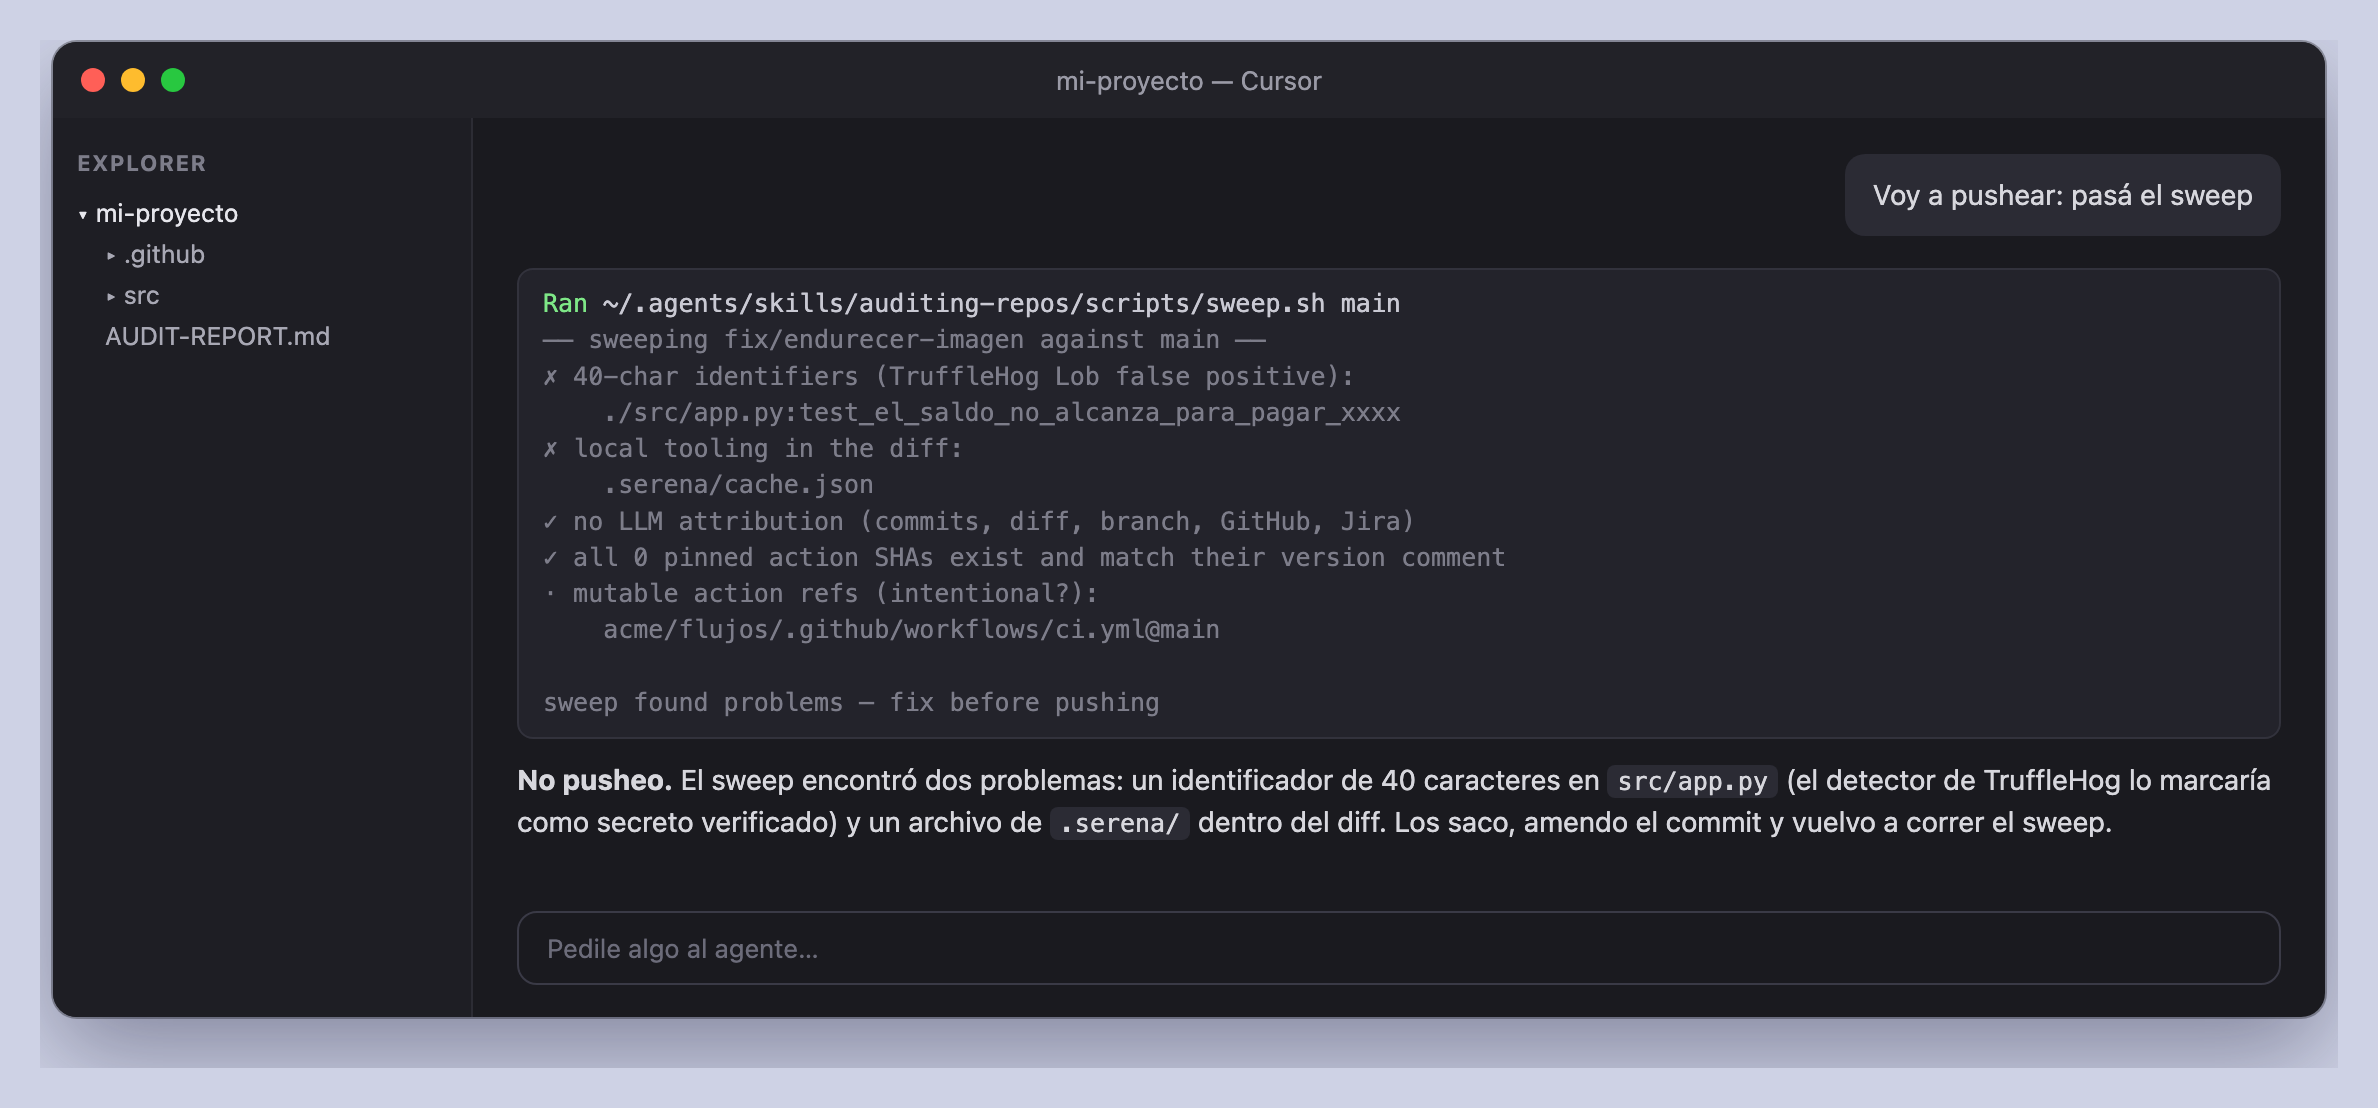 mi-proyecto — Cursor
EXPLORER
▾ mi-proyecto
▸ .github
▸ src
AUDIT-REPORT.md
Voy a pushear: pasá el sweep
Ran ~/.agents/skills/auditing-repos/scripts/sweep.sh main
—— sweeping fix/endurecer-imagen against main ——
✗ 40-char identifiers (TruffleHog Lob false positive):
./src/app.py:test_el_saldo_no_alcanza_para_pagar_xxxx
✗ local tooling in the diff:
.serena/cache.json
✓ no LLM attribution (commits, diff, branch, GitHub, Jira)
✓ all 0 pinned action SHAs exist and match their version comment
· mutable action refs (intentional?):
acme/flujos/.github/workflows/ci.yml@main
sweep found problems — fix before pushing
No pusheo. El sweep encontró dos problemas: un identificador de 40 caracteres en src/app.py (el detector de TruffleHog lo marcaría
como secreto verificado) y un archivo de .serena/ dentro del diff. Los saco, amendo el commit y vuelvo a correr el sweep.
Pedile algo al agente...